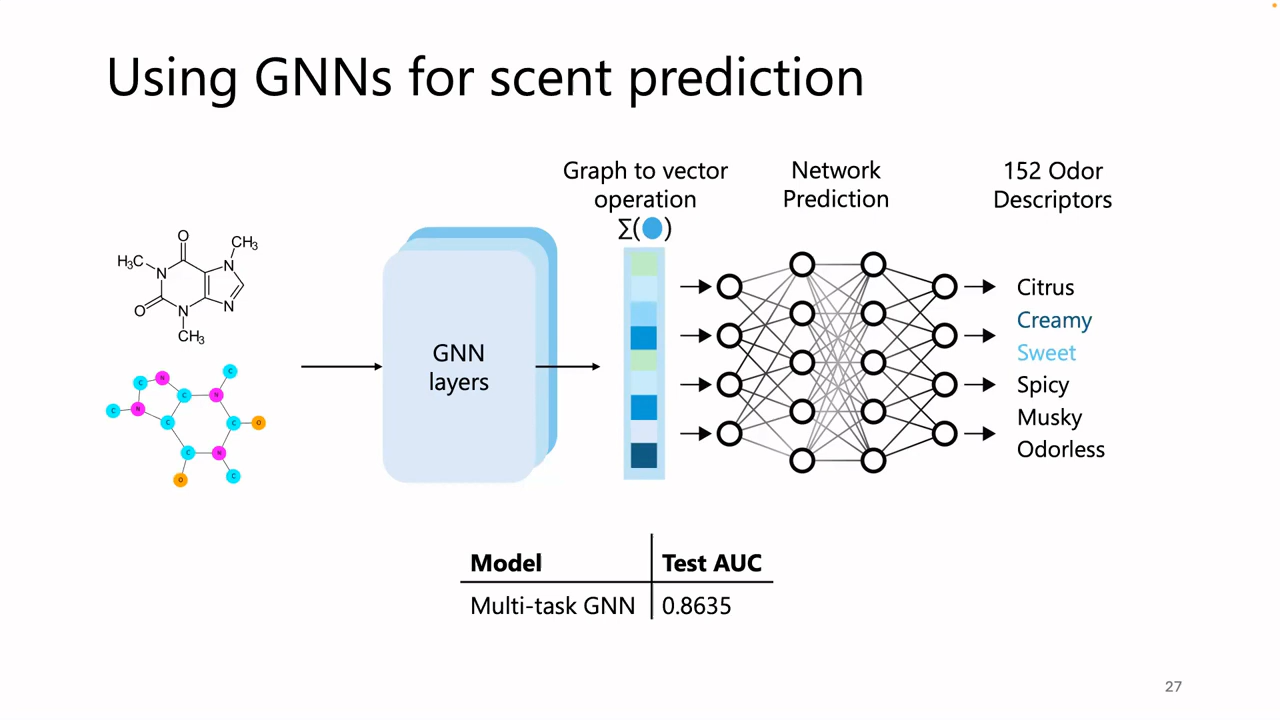 Using GNNs for scent prediction
Graph to vector
operation
∑( )
Network
Prediction
152 Odor
Descriptors
O
CH₃
H₃C
N
N
O
N
N
CH₃
C
N
C
C
C
N
C
N
C
C
O
C
N
O
C
GNN
layers
Citrus
Creamy
Sweet
Spicy
Musky
Odorless
Model
Test AUC
Multi-task GNN
0.8635
27